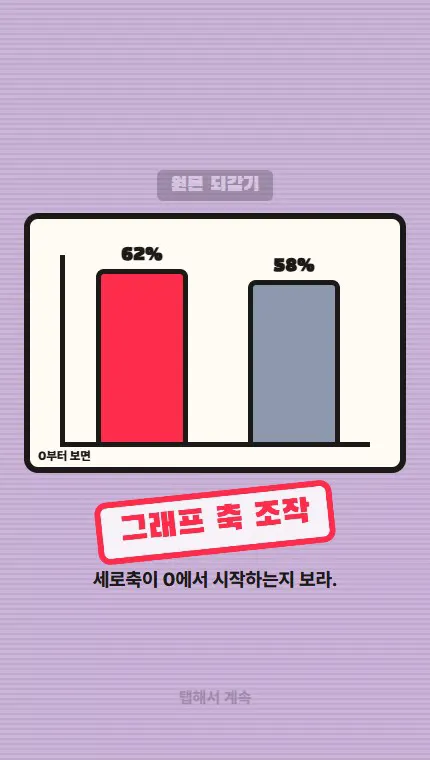 원문 되감기
62%
58%
0부터 보면
그래프 축 조작
세로축이 0에서 시작하는지 보라.
탭해서 계속